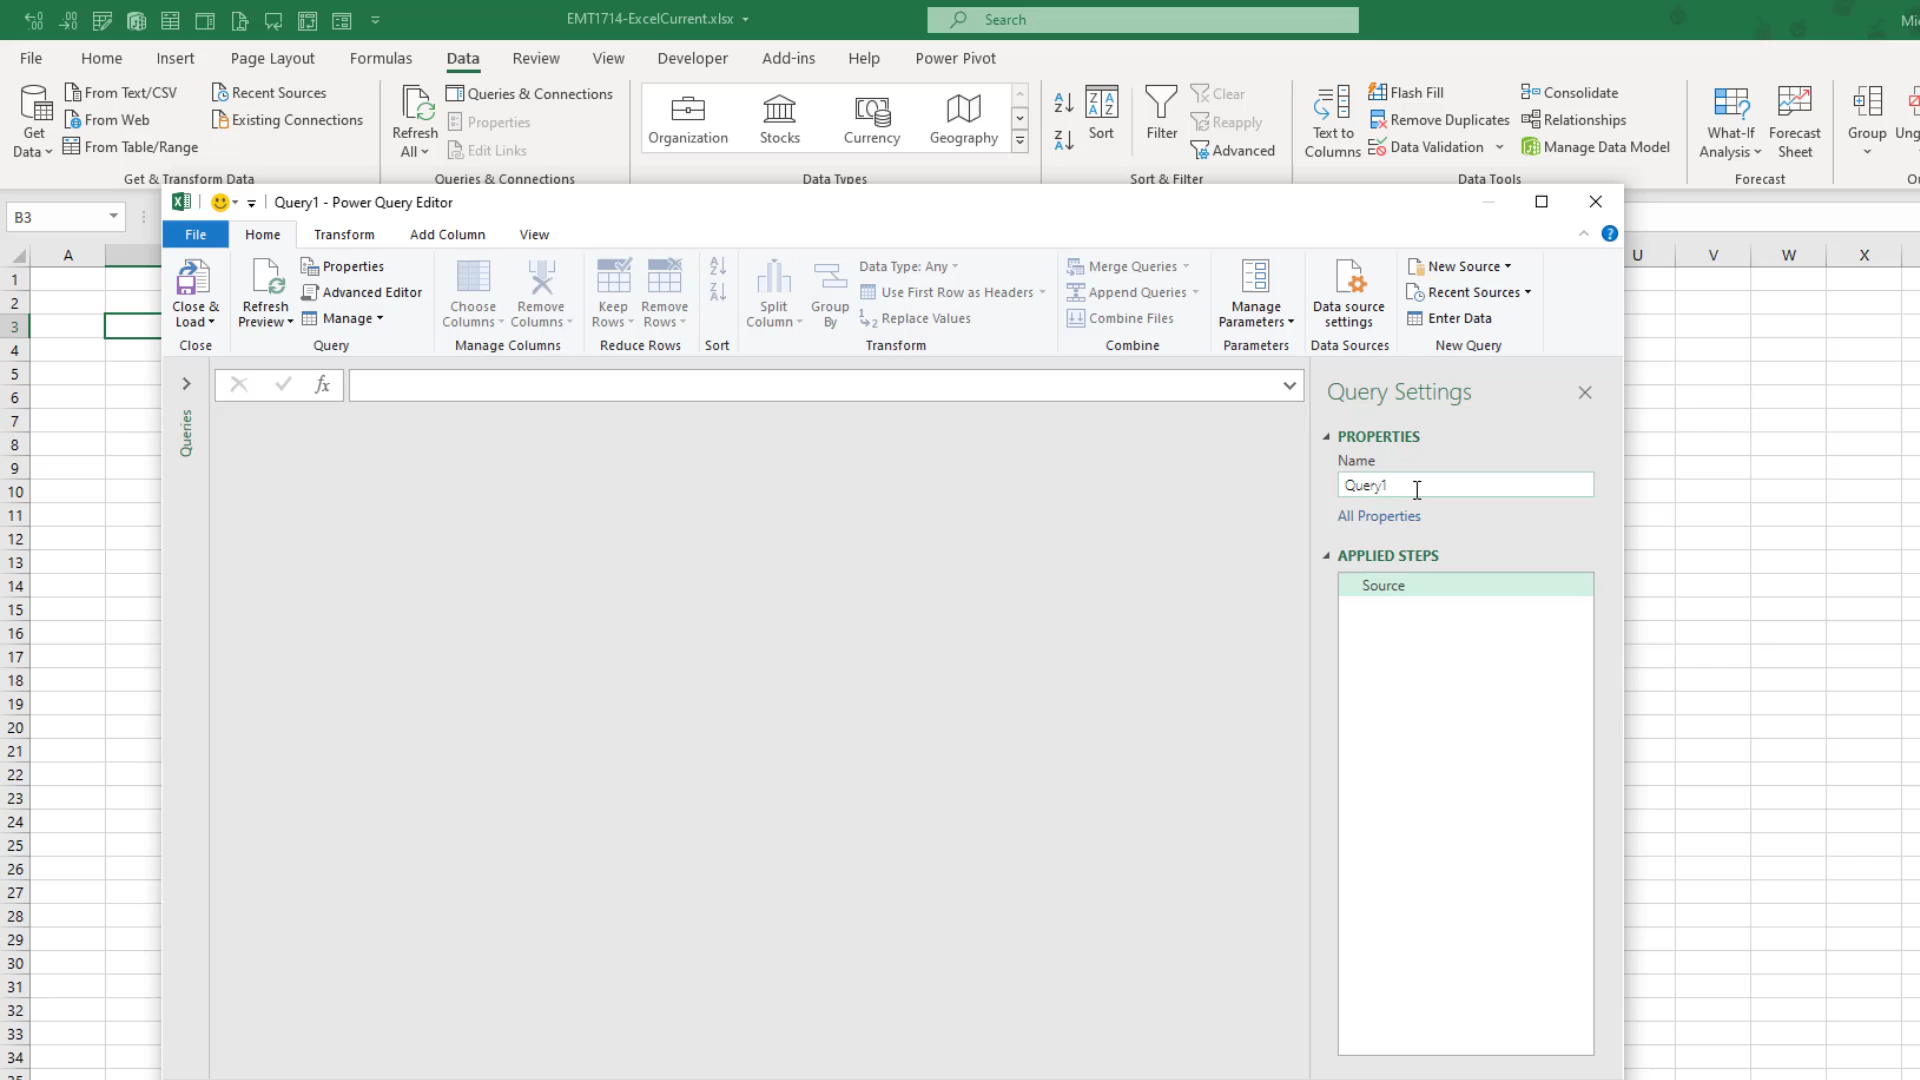 EMT1714-ExcelCurrent.xlsx
Search
File Home Insert Page Layout Formulas Data Review View Developer Add-ins Help Power Pivot
Get Data
From Text/CSV
From Web
From Table/Range
Recent Sources
Existing Connections
Get & Transform Data
Refresh All
Queries & Connections
Properties
Edit Links
Queries & Connections
Organization
Stocks
Currency
Geography
Data Types
Sort
Filter
Clear
Reapply
Advanced
Sort & Filter
Text to Columns
Flash Fill
Remove Duplicates
Data Validation
Consolidate
Relationships
Manage Data Model
Data Tools
What-If Analysis
Forecast Sheet
Forecast
Group
B3
A U V W X
Query1 - Power Query Editor
File Home Transform Add Column View
Close & Load
Close
Refresh Preview
Properties
Advanced Editor
Manage
Query
Choose Columns
Remove Columns
Manage Columns
Keep Rows
Remove Rows
Reduce Rows
Sort
Split Column
Group By
Data Type: Any
Use First Row as Headers
Replace Values
Transform
Merge Queries
Append Queries
Combine Files
Combine
Manage Parameters
Parameters
Data source settings
Data Sources
New Source
Recent Sources
Enter Data
New Query
Queries
fx
Query Settings
PROPERTIES
Name
Query1
All Properties
APPLIED STEPS
Source
1
2
3
4
5
6
7
8
9
10
11
12
13
14
15
16
17
18
19
20
21
22
23
24
25
26
27
28
29
30
31
32
33
34